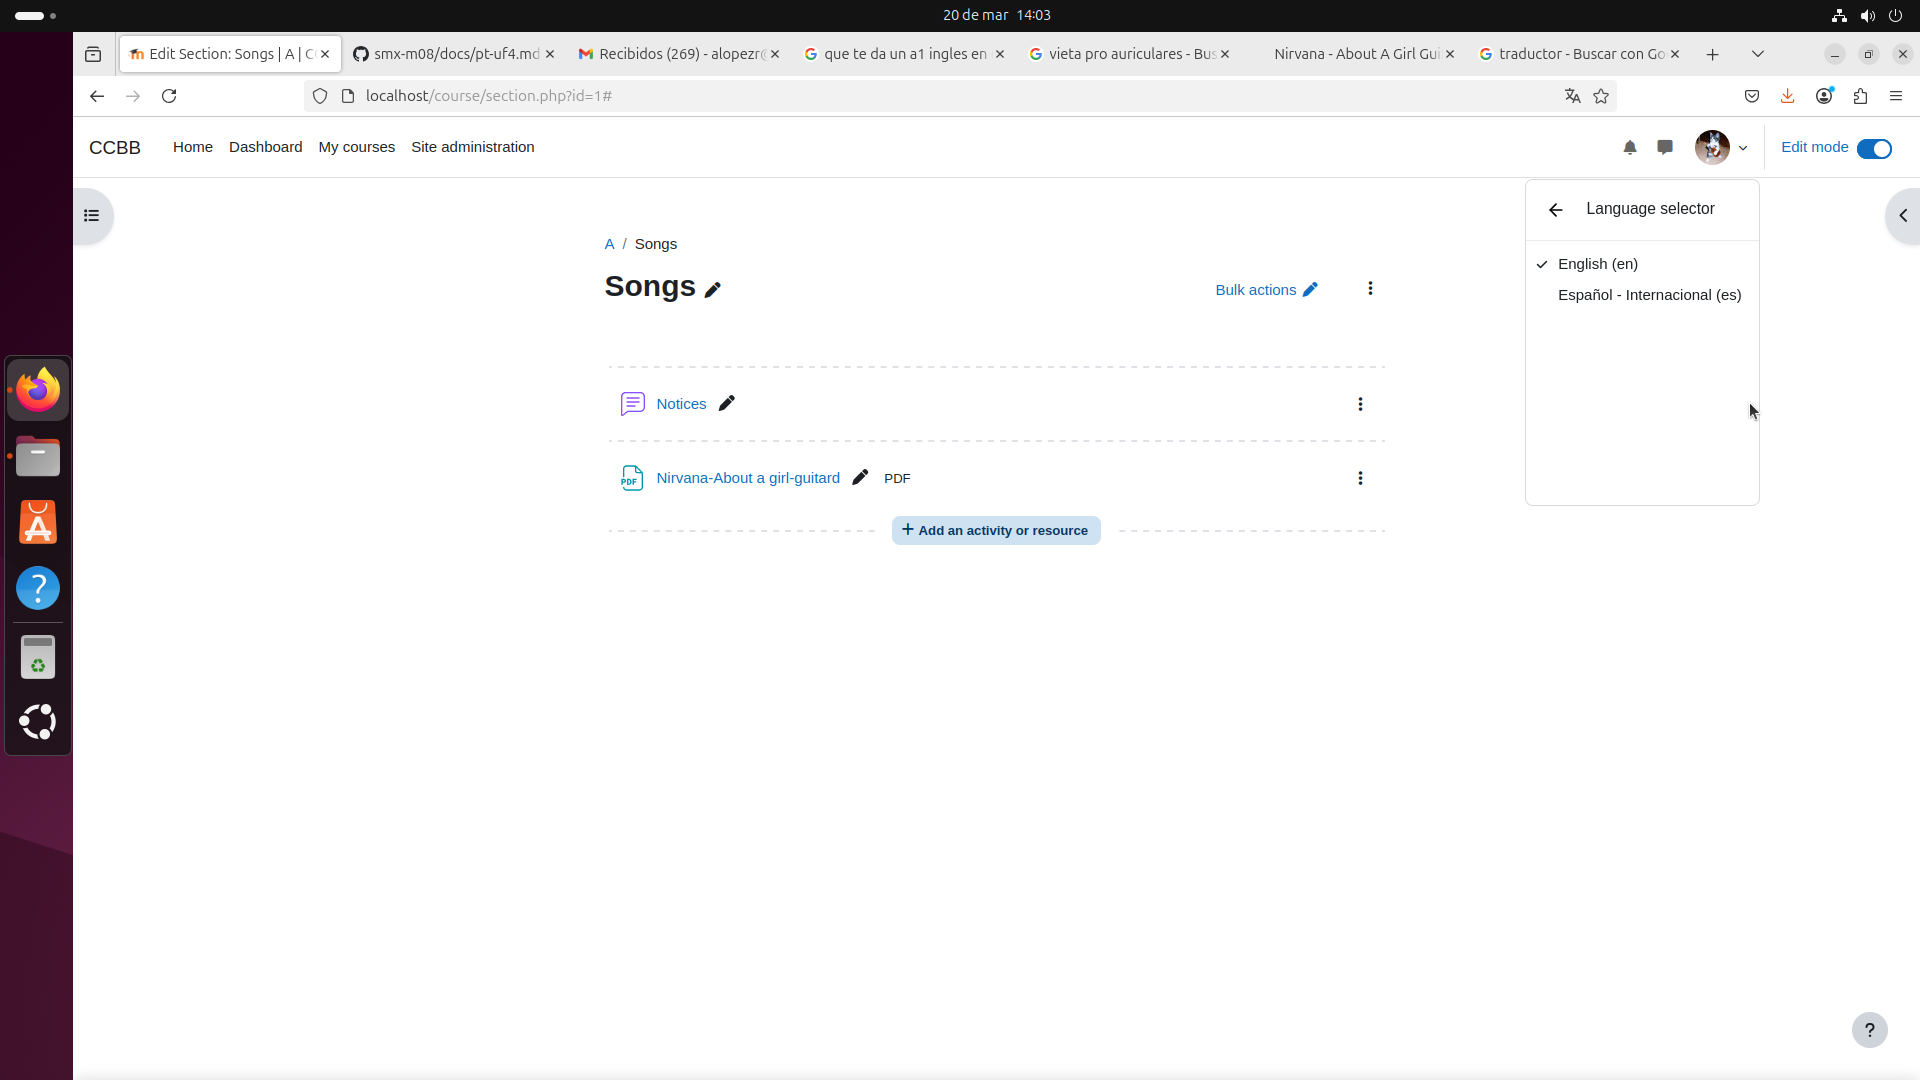 20 de mar 14:03
Edit Section: Songs | A | C
smx-m08/docs/pt-uf4.md
Recibidos (269) - alopezr@
que te da un a1 ingles en
vieta pro auriculares - Bus
Nirvana - About A Girl Gui
traductor - Buscar con Go
localhost/course/section.php?id=1#
CCBB
Home
Dashboard
My courses
Site administration
Edit mode
Language selector
English (en)
Español - Internacional (es)
A / Songs
Songs
Bulk actions
Notices
PDF
Nirvana-About a girl-guitard
PDF
+ Add an activity or resource
?